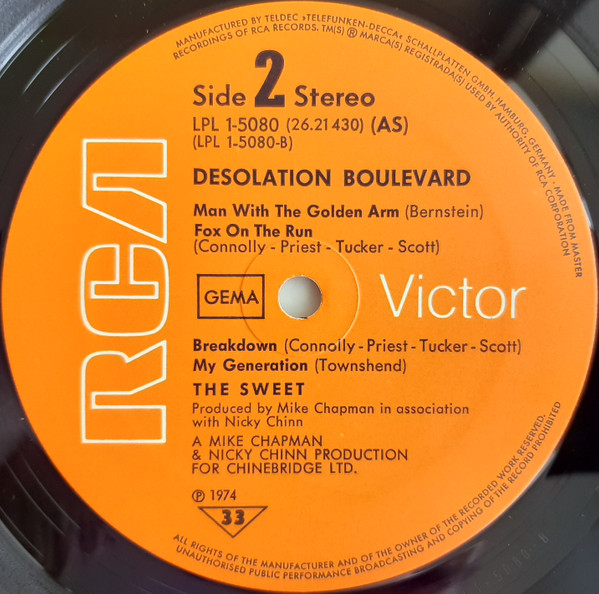 MANUFACTURED BY TELDEC »TELEFUNKEN-DECCA« SCHALLPLATTEN GMBH, HAMBURG, GERMANY · MADE FROM MASTER
RECORDINGS OF RCA RECORDS. TM(S) ® MARCA(S) REGISTRADA(S) USED BY AUTHORITY OF RCA CORPORATION
Side 2 Stereo
LPL 1-5080 (26.21430) (AS)
(LPL 1-5080-B)
DESOLATION BOULEVARD
Man With The Golden Arm (Bernstein)
Fox On The Run
(Connolly - Priest - Tucker - Scott)
RCA
GEMA
Victor
Breakdown (Connolly - Priest - Tucker - Scott)
My Generation (Townshend)
THE SWEET
Produced by Mike Chapman in association
with Nicky Chinn
A MIKE CHAPMAN
& NICKY CHINN PRODUCTION
FOR CHINEBRIDGE LTD.
℗ 1974
33
ALL RIGHTS OF THE MANUFACTURER AND OF THE OWNER OF THE RECORDED WORK RESERVED.
UNAUTHORISED PUBLIC PERFORMANCE BROADCASTING AND COPYING OF THE RECORD PROHIBITED